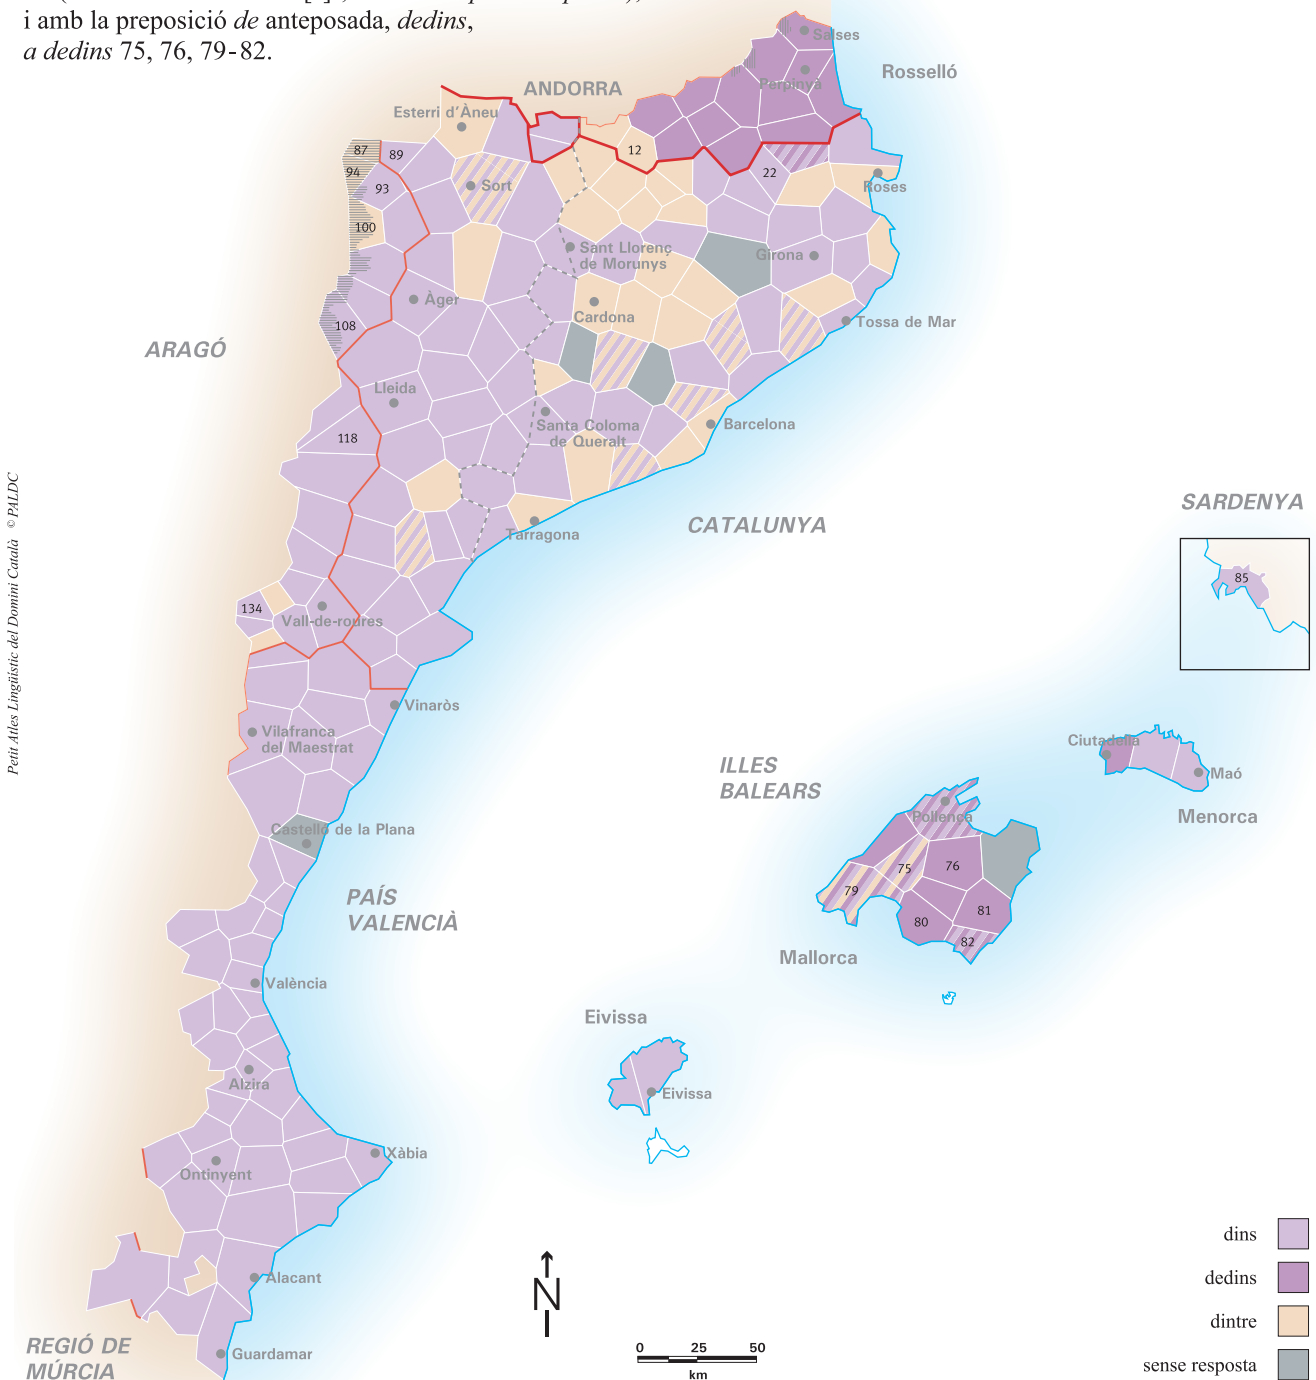 i amb la preposició de anteposada, dedins,
a dedins 75, 76, 79-82.
Salses
Rosselló
Perpinyà
ANDORRA
Esterri d'Àneu
87
89
12
94
93
Sort
22
Roses
100
Sant Llorenç
de Morunys
Girona
Àger
Cardona
108
Tossa de Mar
ARAGÓ
Lleida
Santa Coloma
de Queralt
Barcelona
118
Petit Atles Lingüístic del Domini Català © PALDC
Tarragona
CATALUNYA
SARDENYA
85
134
Vall-de-roures
Vinaròs
Vilafranca
del Maestrat
Ciutadella
Maó
Menorca
ILLES
BALEARS
Pollença
Castelló de la Plana
75
76
79
80
81
82
Mallorca
PAÍS
VALENCIÀ
València
Eivissa
Eivissa
Alzira
Xàbia
Ontinyent
Alacant
Guardamar
REGIÓ DE
MÚRCIA
N
0 25 50
km
dins
dedins
dintre
sense resposta